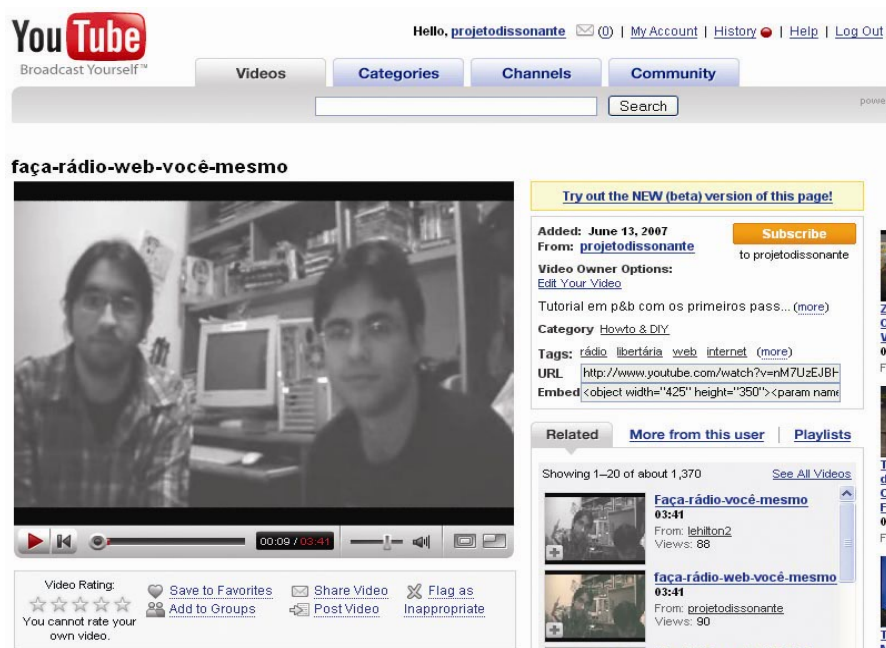 You Tube
Broadcast Yourself™
Hello, projetodissonante (0) | My Account | History | Help | Log Out
Videos Categories Channels Community
Search
powe
faça-rádio-web-você-mesmo
Try out the NEW (beta) version of this page!
Added: June 13, 2007
From: projetodissonante
Subscribe
to projetodissonante
Video Owner Options:
Edit Your Video
Tutorial em p&b com os primeiros pass... (more)
Category Howto & DIY
Tags: rádio libertária web internet (more)
URL http://www.youtube.com/watch?v=nM7UzEJBH
Embed <object width="425" height="350"><param name
Related More from this user | Playlists
Showing 1–20 of about 1,370 See All Videos
Faça-rádio-você-mesmo
03:41
From: lehilton2
Views: 88
faça-rádio-web-você-mesmo
03:41
From: projetodissonante
Views: 90
00:09 / 03:41
Video Rating:
You cannot rate your
own video.
Save to Favorites Share Video Flag as
Add to Groups Post Video Inappropriate